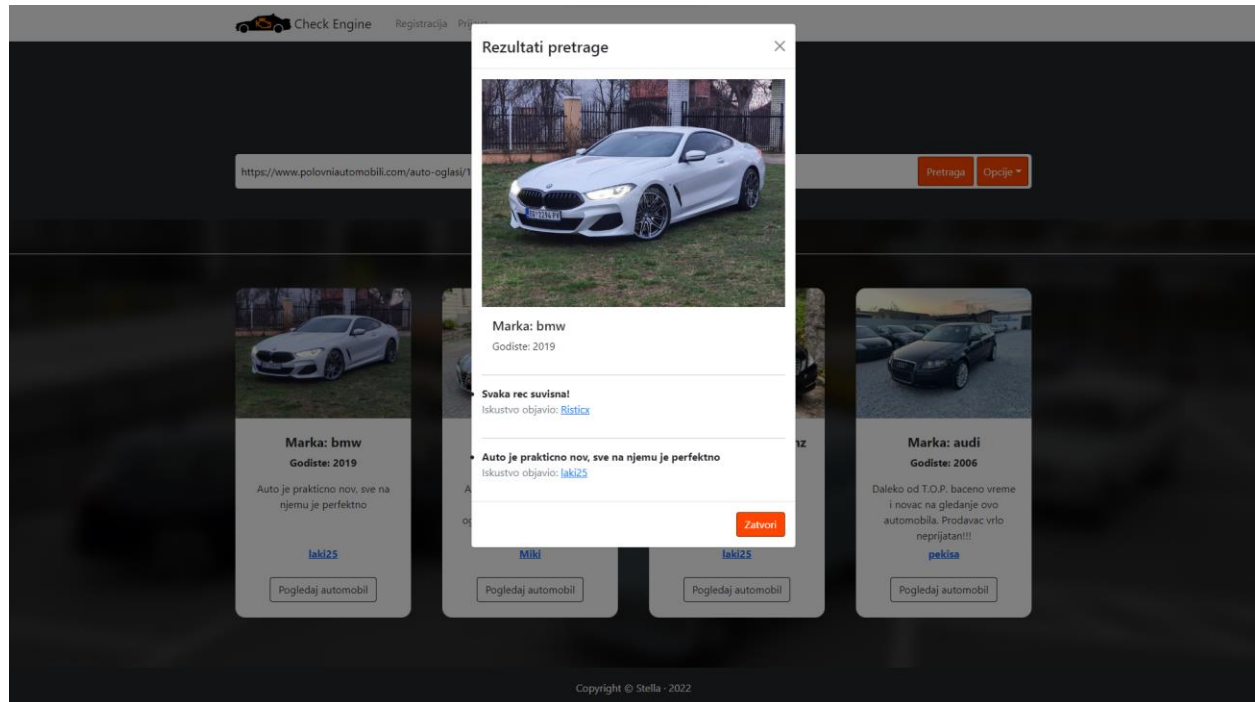 Check Engine Registracija
Rezultati pretrage
https://www.polovniautomobili.com/auto-oglasi/1
Pretraga Opcije
Marka: bmw
Godiste: 2019
Svaka rec suvisna!
Iskustvo objavio: Risticx
Auto je prakticno nov, sve na njemu je perfektno
Iskustvo objavio: laki25
Zatvori
Marka: bmw
Godiste: 2019
Auto je prakticno nov, sve na
njemu je perfektno
laki25
Pogledaj automobil
Miki
Pogledaj automobil
laki25
Pogledaj automobil
Marka: audi
Godiste: 2006
Daleko od T.O.P. baceno vreme
i novac na gledanje ovo
automobila. Prodavac vrlo
neprijatan!!!
pekisa
Pogledaj automobil
Copyright © Stella - 2022